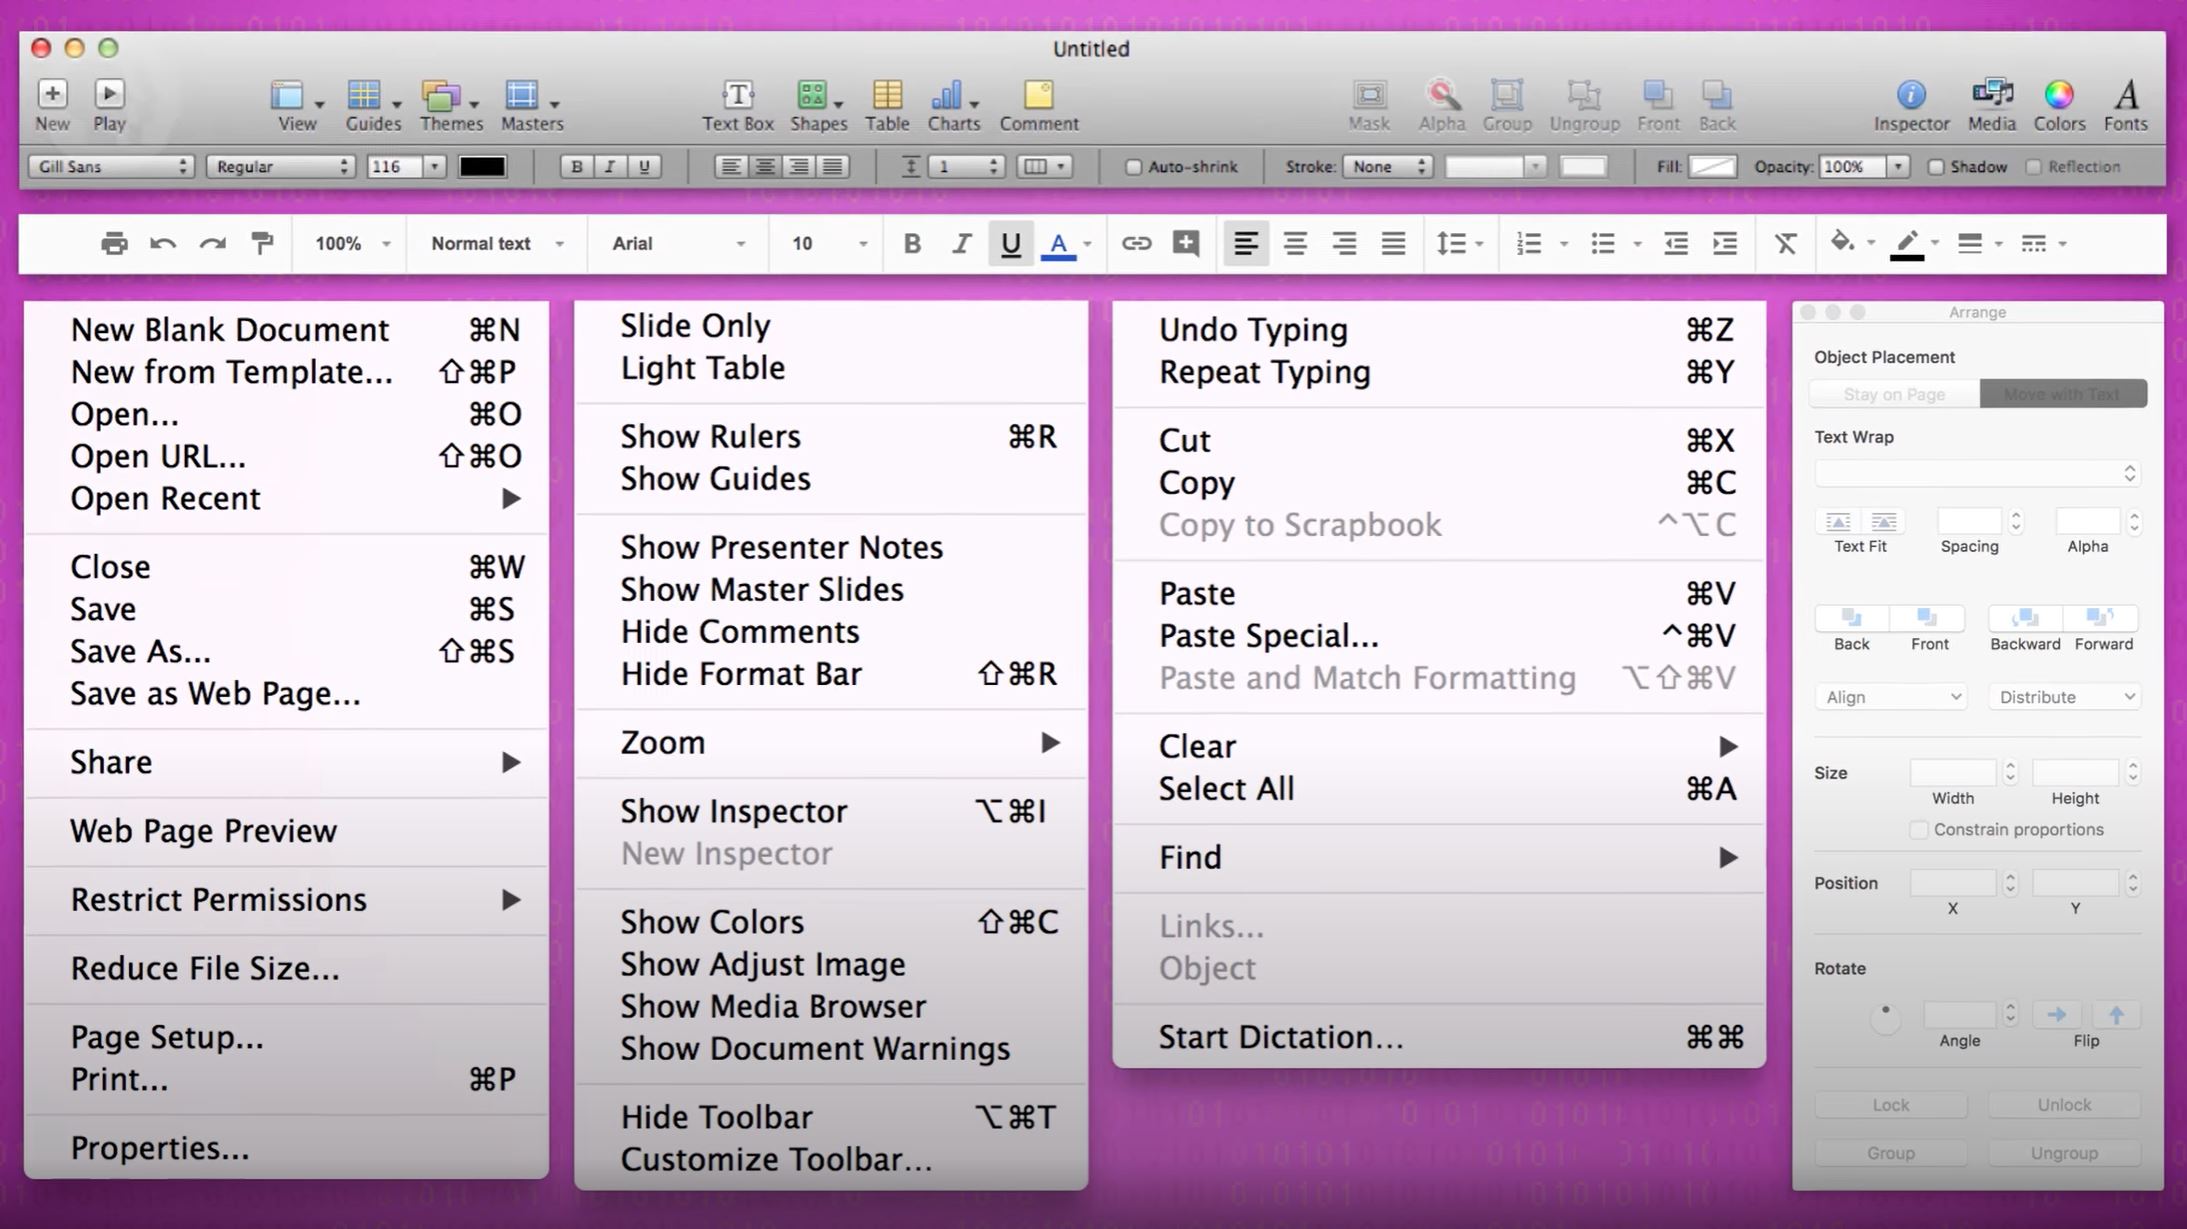 Untitled
New Play View Guides Themes Masters Text Box Shapes Table Charts Comment Mask Alpha Group Ungroup Front Back Inspector Media Colors Fonts
Gill Sans Regular 116 B I U 1 Auto-shrink Stroke: None Fill: Opacity: 100% Shadow Reflection
100% Normal text Arial 10 B I U A
New Blank Document ⌘N
New from Template... ⇧⌘P
Open... ⌘O
Open URL... ⇧⌘O
Open Recent ▶
Close ⌘W
Save ⌘S
Save As... ⇧⌘S
Save as Web Page...
Share ▶
Web Page Preview
Restrict Permissions ▶
Reduce File Size...
Page Setup...
Print... ⌘P
Properties...
Slide Only
Light Table
Show Rulers ⌘R
Show Guides
Show Presenter Notes
Show Master Slides
Hide Comments
Hide Format Bar ⇧⌘R
Zoom ▶
Show Inspector ⌥⌘I
New Inspector
Show Colors ⇧⌘C
Show Adjust Image
Show Media Browser
Show Document Warnings
Hide Toolbar ⌥⌘T
Customize Toolbar...
Undo Typing ⌘Z
Repeat Typing ⌘Y
Cut ⌘X
Copy ⌘C
Copy to Scrapbook ^⌥C
Paste ⌘V
Paste Special... ^⌘V
Paste and Match Formatting ⌥⇧⌘V
Clear ▶
Select All ⌘A
Find ▶
Links...
Object
Start Dictation... ⌘⌘
Arrange
Object Placement
Stay on Page Move with Text
Text Wrap
Text Fit Spacing Alpha
Back Front Backward Forward
Align Distribute
Size
Width Height
Constrain proportions
Position
X Y
Rotate
Angle Flip
Lock Unlock
Group Ungroup